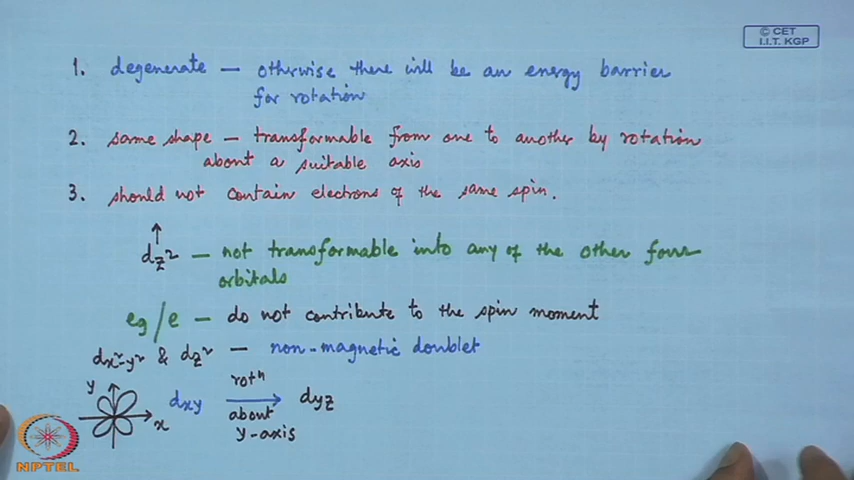 © CET
I.I.T. KGP
1. degenerate – otherwise there will be an energy barrier
for rotation
2. same shape – transformable from one to another by rotation
about a suitable axis
3. should not contain electrons of the same spin.
↑
dz² – not transformable into any of the other four
orbitals
eg/e – do not contribute to the spin moment
dx²-y² & dz² – non-magnetic doublet
y
x
dxy
rotⁿ
about
y-axis
dyz
NPTEL